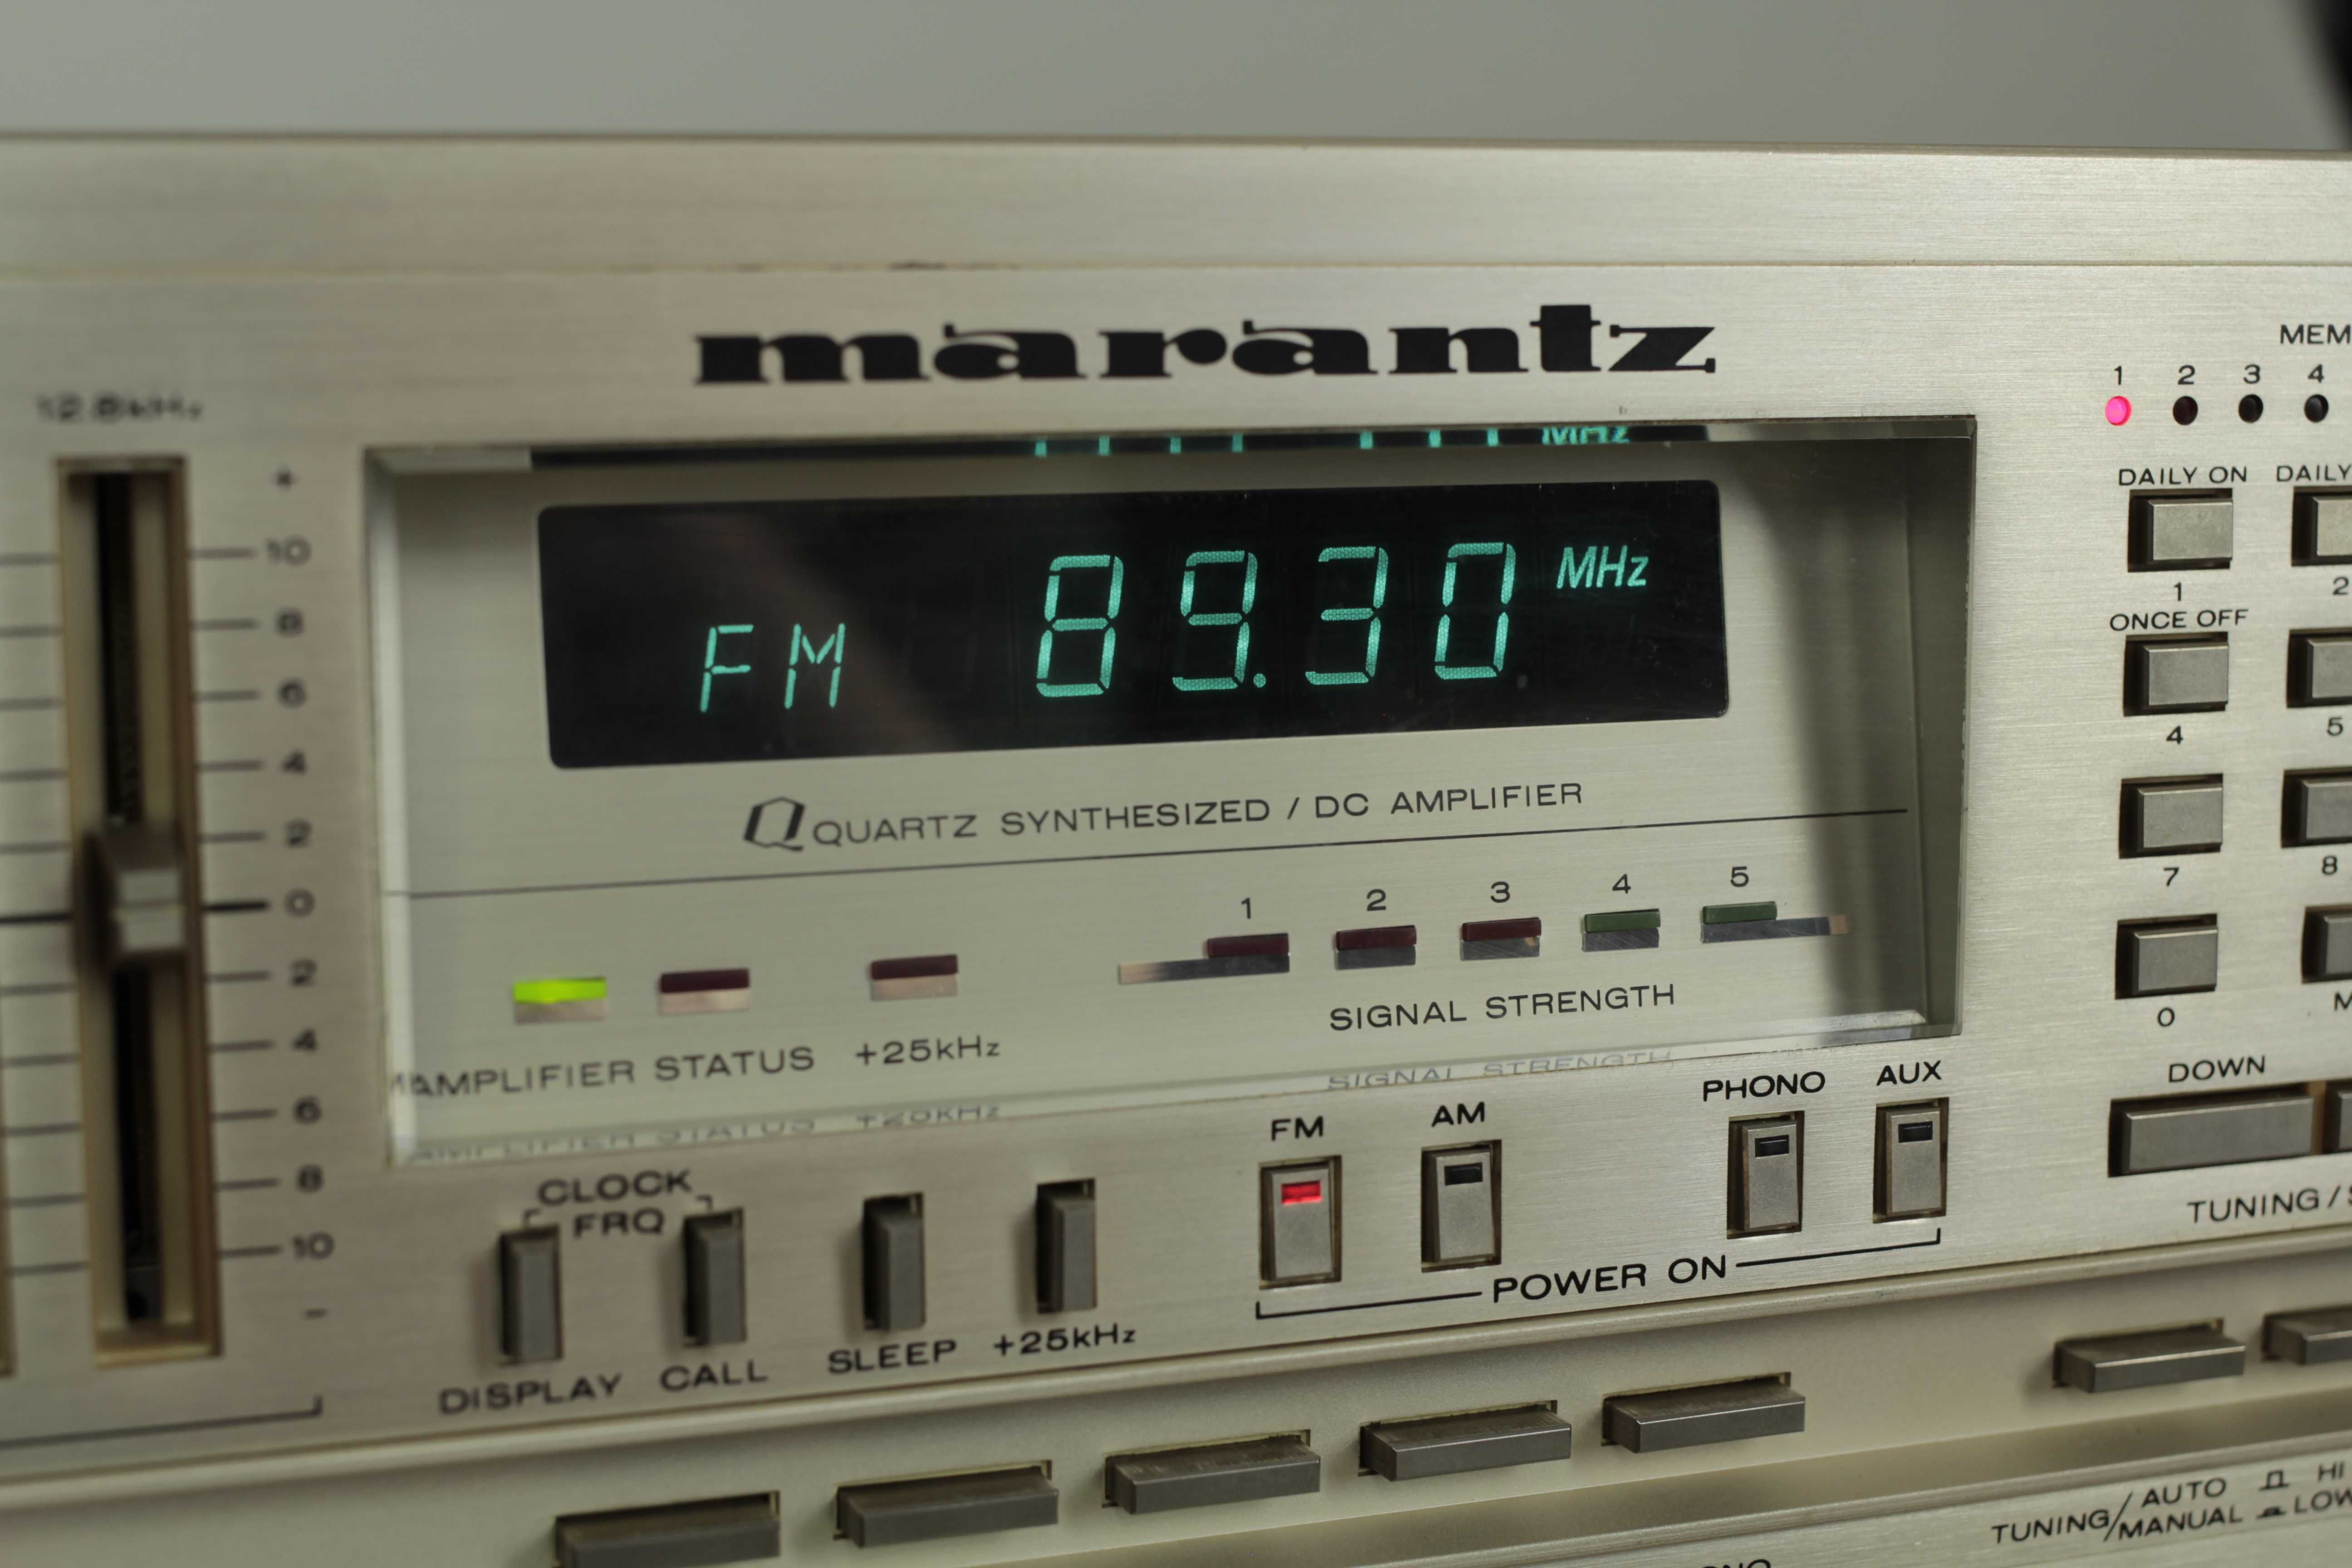 marantz
12.8kHz
+
10
8
6
4
2
0
2
4
6
8
10
−
FM 89.30 MHz
QUARTZ SYNTHESIZED / DC AMPLIFIER
1 2 3 4 5
SIGNAL STRENGTH
AMPLIFIER STATUS +25kHz
CLOCK
FRQ
DISPLAY CALL SLEEP +25kHz
FM AM PHONO AUX
POWER ON
MEM
1 2 3 4
DAILY ON DAILY
1 2
ONCE OFF
4 5
7 8
0 M
DOWN
TUNING/
TUNING/AUTO HI
MANUAL LOW